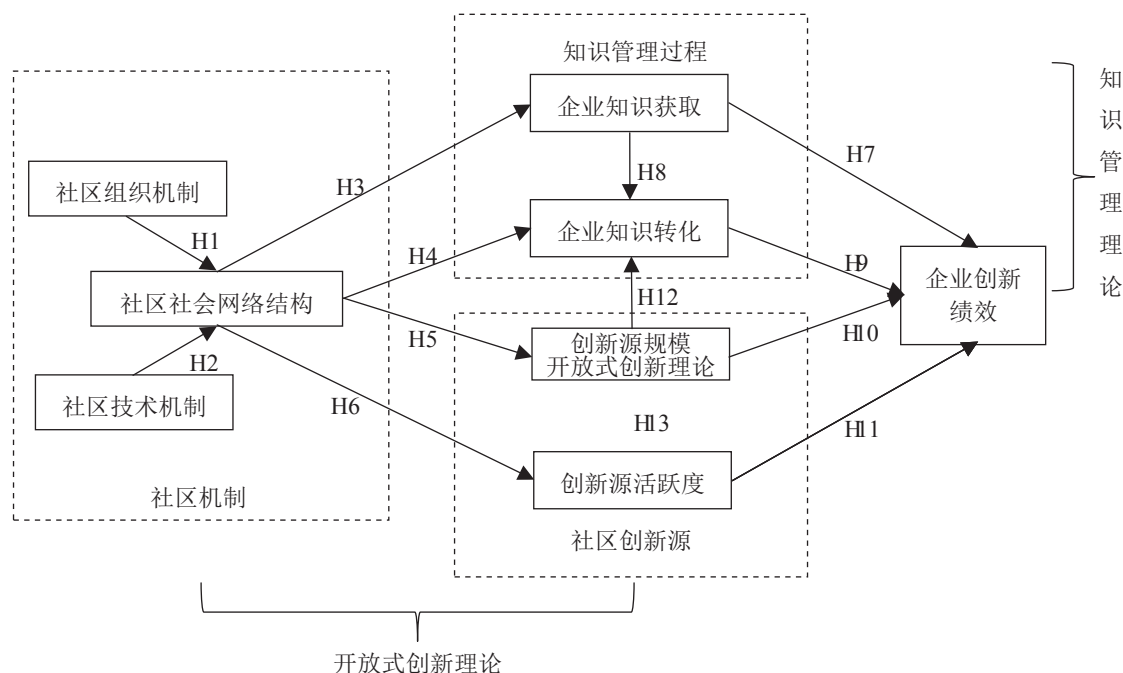 知识管理过程
企业知识获取
知识管理理论
H7
H8
H3
社区组织机制
企业知识转化
H1
H4
H9
企业创新
绩效
社区社会网络结构
H12
H5
创新源规模
开放式创新理论
H10
H2
社区技术机制
H6
H13
H11
创新源活跃度
社区机制
社区创新源
开放式创新理论